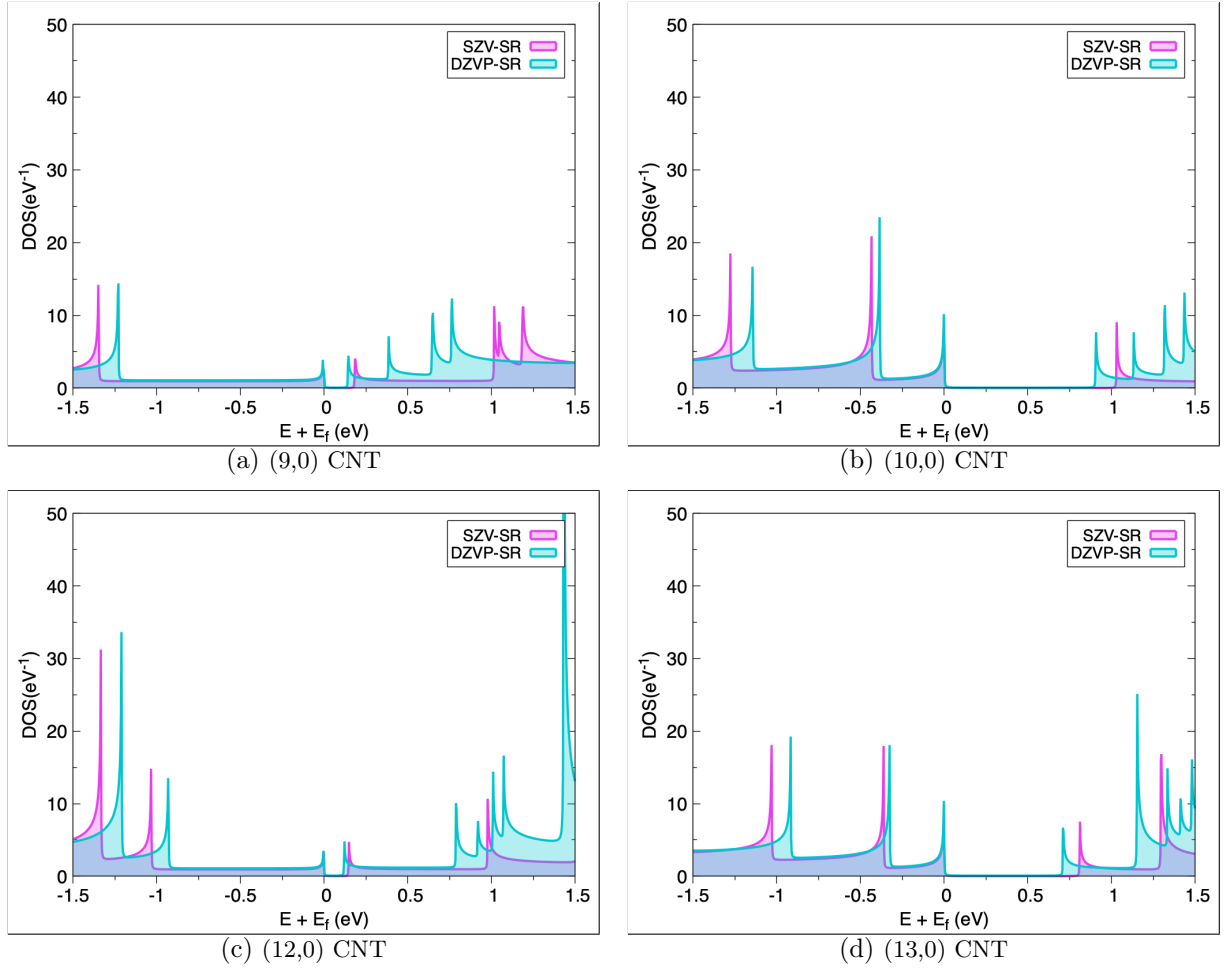 50
40
30
20
10
0
DOS(eV⁻¹)
SZV-SR
DZVP-SR
-1.5 -1 -0.5 0 0.5 1 1.5
E + E_f (eV)
(a) (9,0) CNT
50
40
30
20
10
0
DOS(eV⁻¹)
SZV-SR
DZVP-SR
-1.5 -1 -0.5 0 0.5 1 1.5
E + E_f (eV)
(b) (10,0) CNT
50
40
30
20
10
0
DOS(eV⁻¹)
SZV-SR
DZVP-SR
-1.5 -1 -0.5 0 0.5 1 1.5
E + E_f (eV)
(c) (12,0) CNT
50
40
30
20
10
0
DOS(eV⁻¹)
SZV-SR
DZVP-SR
-1.5 -1 -0.5 0 0.5 1 1.5
E + E_f (eV)
(d) (13,0) CNT